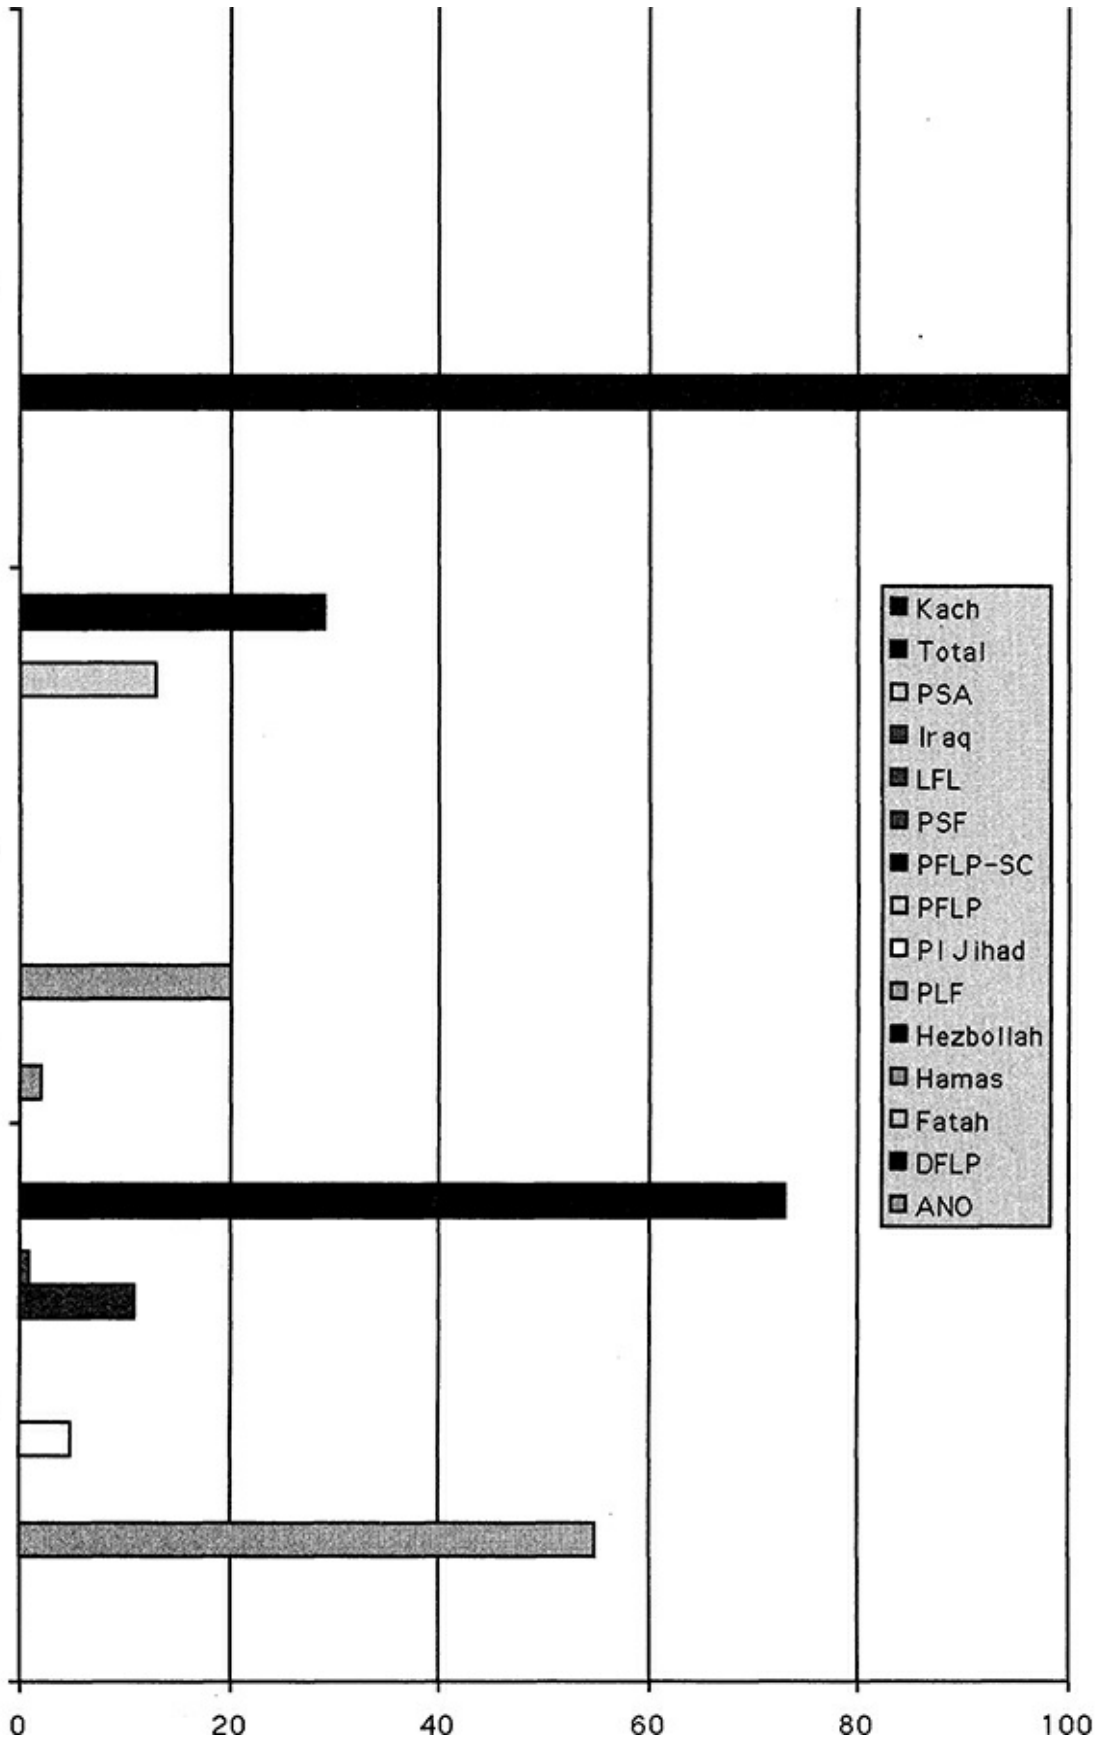 Kach
Total
PSA
Iraq
LFL
PSF
PFLP-SC
PFLP
PI Jihad
PLF
Hezbollah
Hamas
Fatah
DFLP
ANO
0 20 40 60 80 100